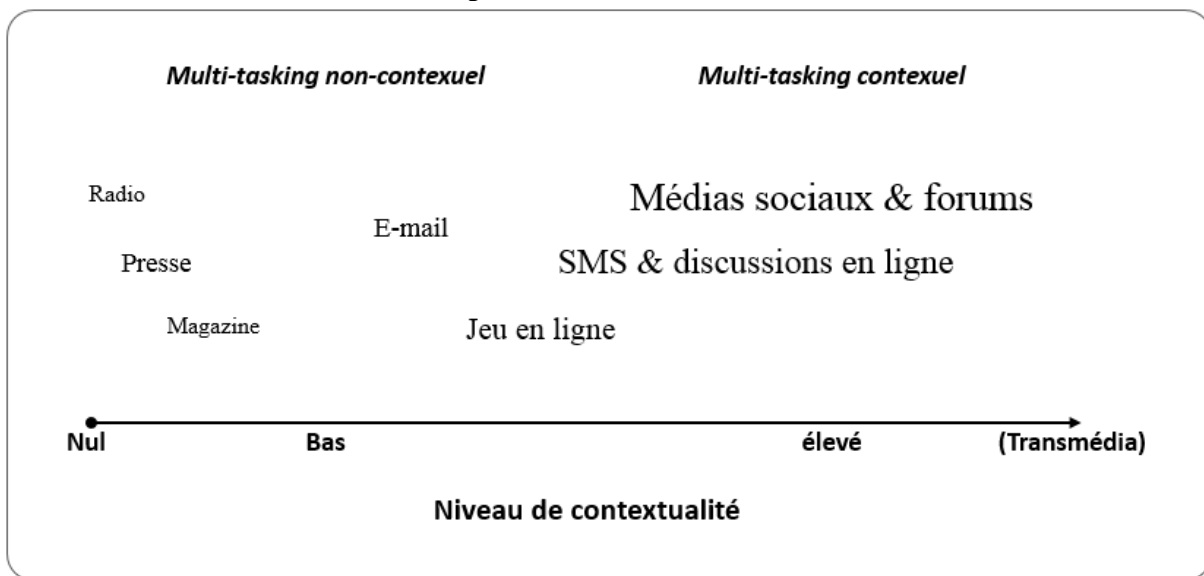 Multi-tasking non-contexuel
Multi-tasking contexuel
Radio
Médias sociaux & forums
E-mail
Presse
SMS & discussions en ligne
Magazine
Jeu en ligne
Nul
Bas
élevé
(Transmédia)
Niveau de contextualité